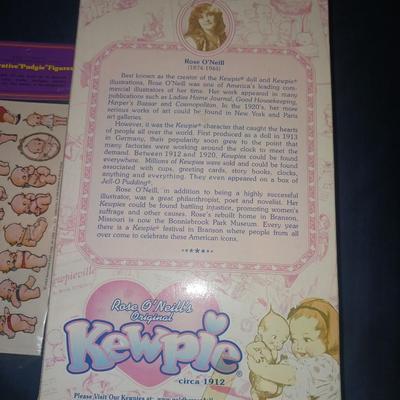 Rose O'Neill
(1874-1944)
Best known as the creator of the Kewpie® doll and Kewpie®
illustrations, Rose O'Neill was one of America's leading com-
mercial illustrators of her time. Her work appeared in many
publications such as Ladies Home Journal, Good Housekeeping,
Harper's Bazaar and Cosmopolitan. In the 1920's, her more
serious works of art could be found in New York and Paris
art galleries.
However, it was the Kewpie® character that caught the hearts
of people all over the world. First produced as a doll in 1913
in Germany, their popularity soon grew to the point that
many factories were working around the clock to meet the
demand. Between 1912 and 1920, Kewpies could be found
everywhere. Millions of Kewpies were sold and could be found
associated with cups, greeting cards, story books, clocks,
anything and everything. They even appeared on a box of
Jell-O Pudding®.
Rose O'Neill, in addition to being a highly successful
illustrator, was a great philanthropist, poet and novelist. Her
Kewpies could be found battling injustice, promoting women's
suffrage and other causes. Rose's rebuilt home in Branson,
Missouri is now the Bonniebrook Park Museum. Every year
there is a Kewpie® festival in Branson where people from all
over come to celebrate these American icons.
rative "Pudgie" Figures
ewpieville
Rose O'Neill's
Original
Kewpie®
circa 1912
Please Visit Our Kewpies at: